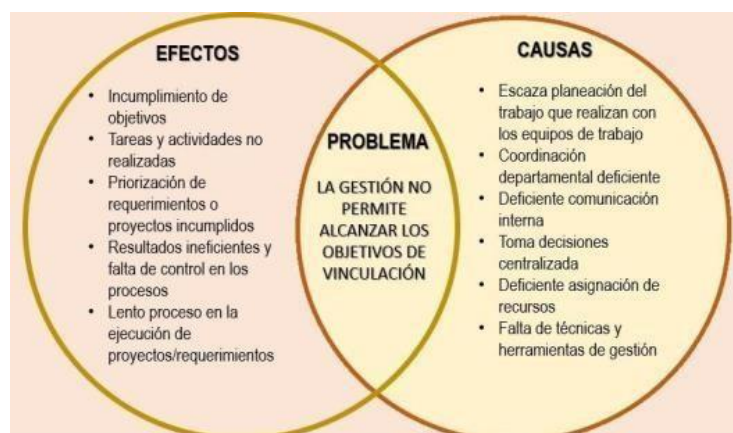 EFECTOS
• Incumplimiento de
objetivos
• Tareas y actividades no
realizadas
• Priorización de
requerimientos o
proyectos incumplidos
• Resultados ineficientes y
falta de control en los
procesos
• Lento proceso en la
ejecución de
proyectos/requerimientos
PROBLEMA
LA GESTIÓN NO
PERMITE
ALCANZAR LOS
OBJETIVOS DE
VINCULACIÓN
CAUSAS
• Escaza planeación del
trabajo que realizan con
los equipos de trabajo
• Coordinación
departamental deficiente
• Deficiente comunicación
interna
• Toma decisiones
centralizada
• Deficiente asignación de
recursos
• Falta de técnicas y
herramientas de gestión